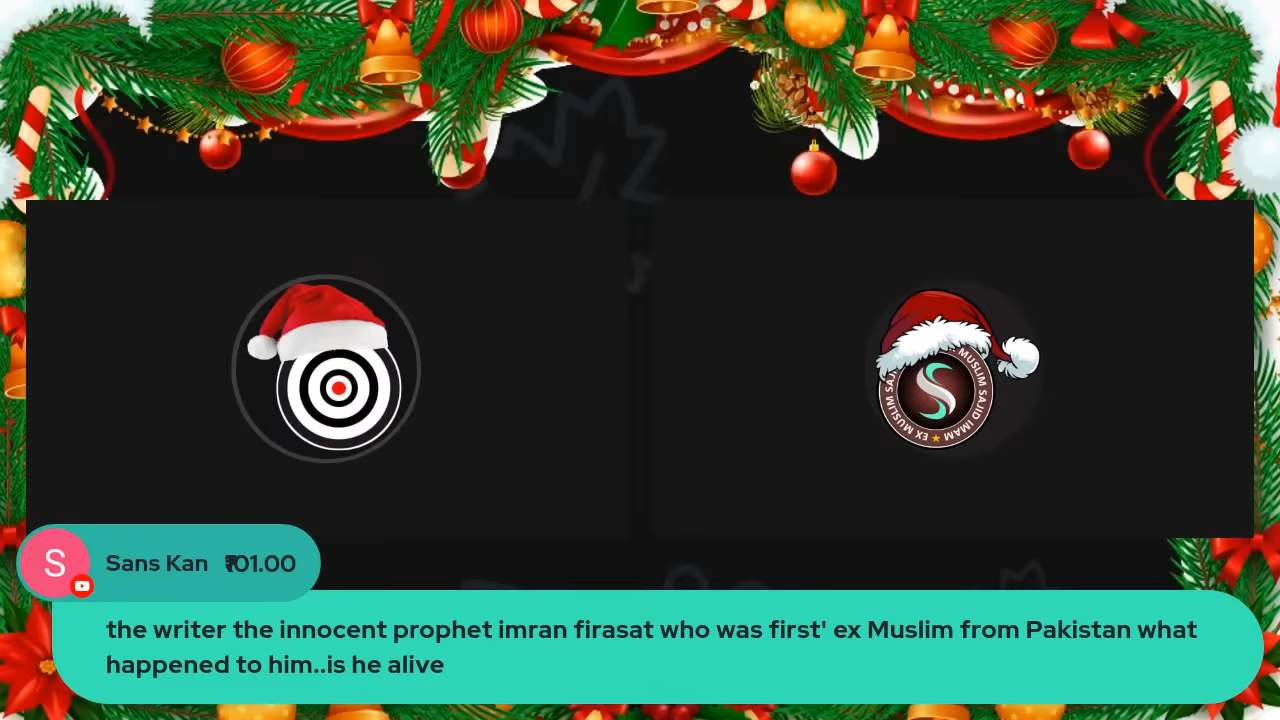 EX MUSLIM SAJID IMAM
S
Sans Kan ₹101.00
the writer the innocent prophet imran firasat who was first' ex Muslim from Pakistan what
happened to him..is he alive